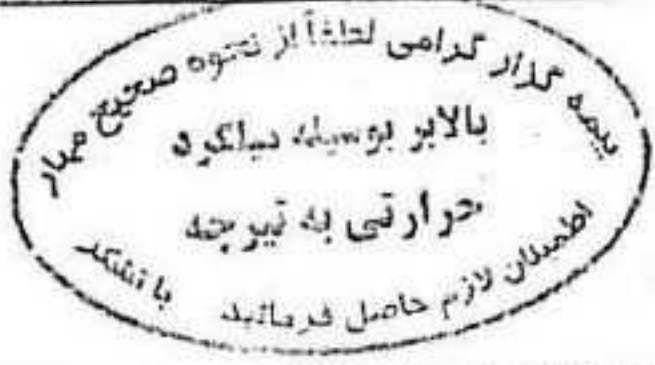 بیمه گزار گرامی لطفاً از نحوه صحیح مهار
بالابر بوسیله میلگرد
حرارتی به تیرچه
اطمینان لازم حاصل فرمائید
با تشکر